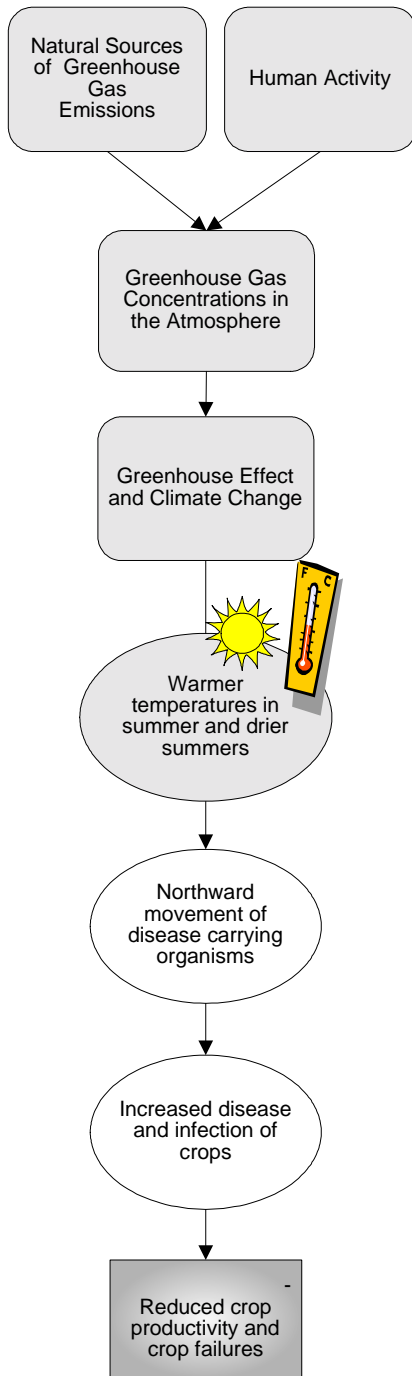 Natural Sources
of Greenhouse
Gas
Emissions
Human Activity
Greenhouse Gas
Concentrations in
the Atmosphere
Greenhouse Effect
and Climate Change
F C
Warmer
temperatures in
summer and drier
summers
Northward
movement of
disease carrying
organisms
Increased disease
and infection of
crops
-
Reduced crop
productivity and
crop failures